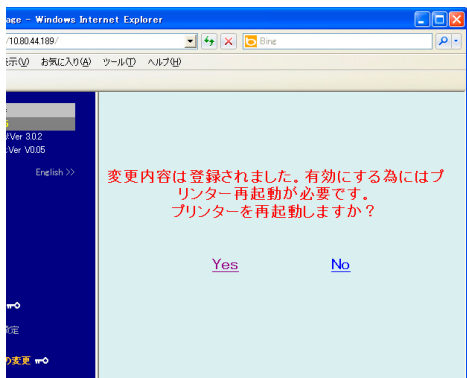 age - Windows Internet Explorer
/10.80.44.189/
Bing
表示(V) お気に入り(A) ツール(T) ヘルプ(H)
Ver 3.02
:Ver V0.05
English >>
変更内容は登録されました。有効にする為にはプ
リンター再起動が必要です。
プリンターを再起動しますか？
Yes No
設定
の変更